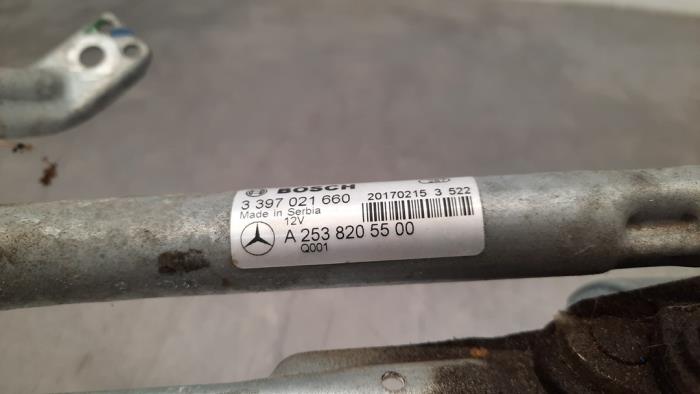 BOSCH
3 397 021 660
20170215 3 522
Made in Serbia
12V
A 253 820 55 00
Q001